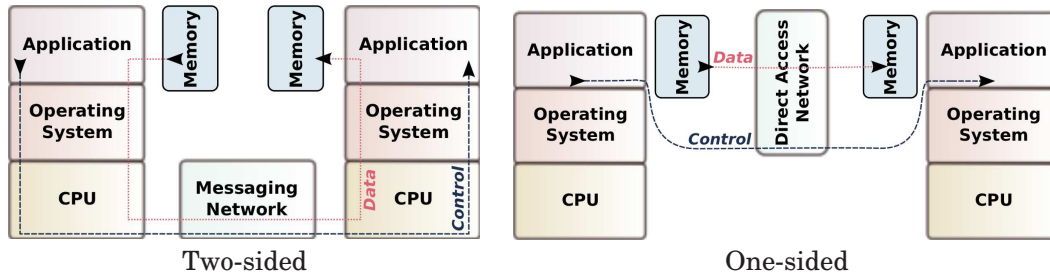 Application
Operating
System
CPU
Memory
Memory
Messaging
Network
Data
Application
Operating
System
CPU
Control
Two-sided
Application
Operating
System
CPU
Memory
Data
Direct Access
Network
Control
Memory
Application
Operating
System
CPU
One-sided